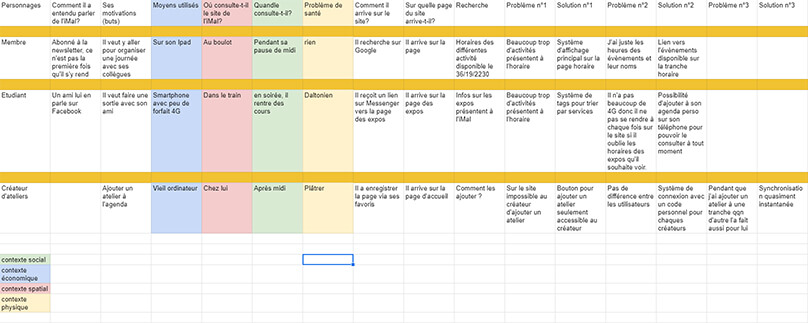 Personnages
Comment il a
entendu parler
de l'iMal?
Ses
motivations
(buts)
Moyens utilisés
Où consulte-t-il
le site de
l'iMal?
Quandle
consulte-t-il?
Problème de
santé
Comment il
arrive sur le
site?
Sur quelle page
du site
arrive-t-il?
Recherche
Problème n°1
Solution n°1
Problème n°2
Solution n°2
Problème n°3
Solution n°3
Membre
Abonné à la
newsletter, ce
n'est pas la
première fois
qu'il s'y rend
Il veut y aller
pour organiser
une journée
avec ses
collègues
Sur son Ipad
Au boulot
Pendant sa
pause de midi
rien
Il recherche sur
Google
Il arrive sur la
page
Horaires des
différentes
activités
disponible le
36/19/2230
Beaucoup trop
d'activités
présentent à
l'horaire
Système
d'affichage
principal sur la
page horaire
J'ai juste les
heures des
évènements et
leur noms
Lien vers
l'évènements
disponible sur
la tranche
horaire
Etudiant
Un ami lui en
parle sur
Facebook
Il veut faire une
sortie avec son
ami
Smartphone
avec peu de
forfait 4G
Dans le train
en soirée, il
rentre des
cours
Daltonien
Il reçoit un lien
sur Messenger
vers la page
des expos
Il arrive sur la
page des expos
Infos sur les
expos
présentent à
l'iMal
Beaucoup trop
d'activités
présentent à
l'horaire
Système de
tags pour trier
par services
Il n'a pas
beaucoup de
4G donc il ne
pas se rendre à
chaque fois sur
le site si il
oublie les
horaires des
expos qu'il
souhaite voir.
Possibilité
d'ajouter à son
agenda perso
sur son
téléphone pour
pouvoir le
consulter à tout
moment
Créateur
d'ateliers
Ajouter un
atelier à
l'agenda
Vieil ordinateur
Chez lui
Après midi
Plâtrer
Il a enregistrer
la page via ses
favoris
Il arrive sur la
page d'accueil
Comment les
ajouter ?
Sur le site
impossible au
créateur
d'ajouter un
atelier
Bouton pour
ajouter un
atelier
seulement
accessible au
créateur
Pas de
différence entre
les utilisateurs
Système de
connexion avec
un code
personnel pour
chaques
créateurs
Pendant que
j'ai ajouter un
atelier à une
tranche qqn
d'autre l'a fait
aussi pour lui
Synchronisatio
n quasiment
instantanée
contexte social
contexte
économique
contexte spatial
contexte
physique